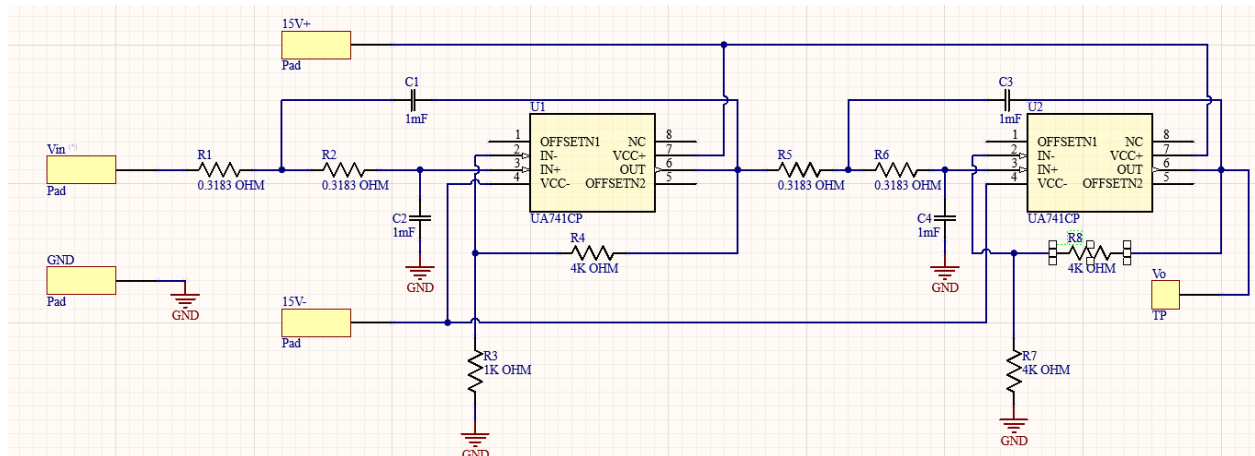 15V+
Pad
C1
1mF
C3
1mF
U1
1 OFFSETN1 NC 8
2 IN- VCC+ 7
3 IN+ OUT 6
4 VCC- OFFSETN2 5
UA741CP
U2
1 OFFSETN1 NC 8
2 IN- VCC+ 7
3 IN+ OUT 6
4 VCC- OFFSETN2 5
UA741CP
Vin (*)
Pad
R1
0.3183 OHM
R2
0.3183 OHM
R5
0.3183 OHM
R6
0.3183 OHM
C2
1mF
GND
C4
1mF
GND
R4
4K OHM
R8
4K OHM
GND
Pad
GND
15V-
Pad
Vo
TP
R3
1K OHM
GND
R7
4K OHM
GND